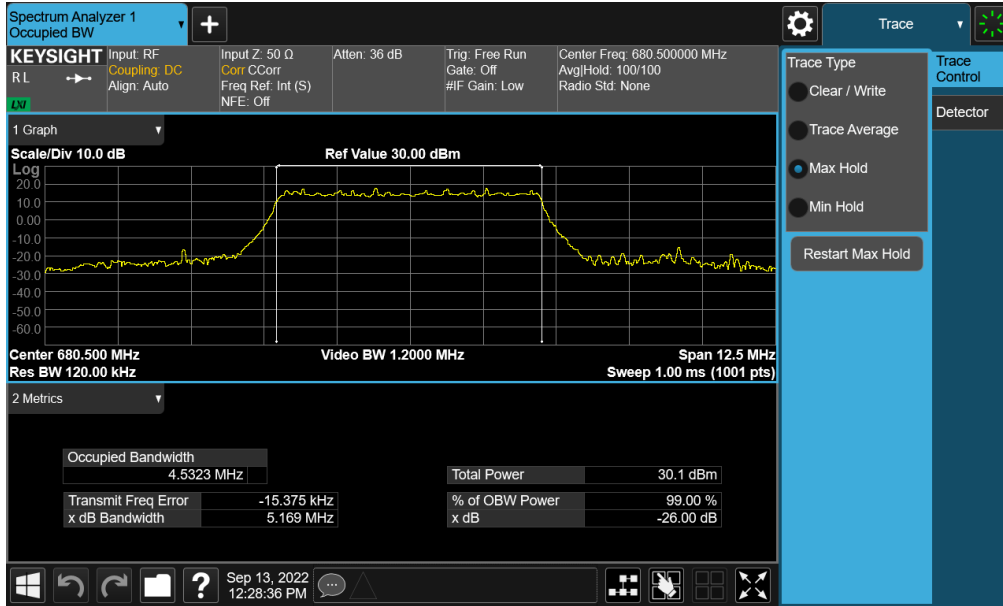 Spectrum Analyzer 1
Occupied BW
Trace
KEYSIGHT
RL
LXI
Input: RF
Coupling: DC
Align: Auto
Input Z: 50 Ω
Corr CCorr
Freq Ref: Int (S)
NFE: Off
Atten: 36 dB
Trig: Free Run
Gate: Off
#IF Gain: Low
Center Freq: 680.500000 MHz
Avg|Hold: 100/100
Radio Std: None
1 Graph
Scale/Div 10.0 dB
Ref Value 30.00 dBm
Log
20.0
10.0
0.00
-10.0
-20.0
-30.0
-40.0
-50.0
-60.0
Center 680.500 MHz
Video BW 1.2000 MHz
Span 12.5 MHz
Res BW 120.00 kHz
Sweep 1.00 ms (1001 pts)
2 Metrics
Occupied Bandwidth
4.5323 MHz
Transmit Freq Error -15.375 kHz
x dB Bandwidth 5.169 MHz
Total Power 30.1 dBm
% of OBW Power 99.00 %
x dB -26.00 dB
Trace Type
Clear / Write
Trace Average
Max Hold
Min Hold
Restart Max Hold
Trace
Control
Detector
?
Sep 13, 2022
12:28:36 PM